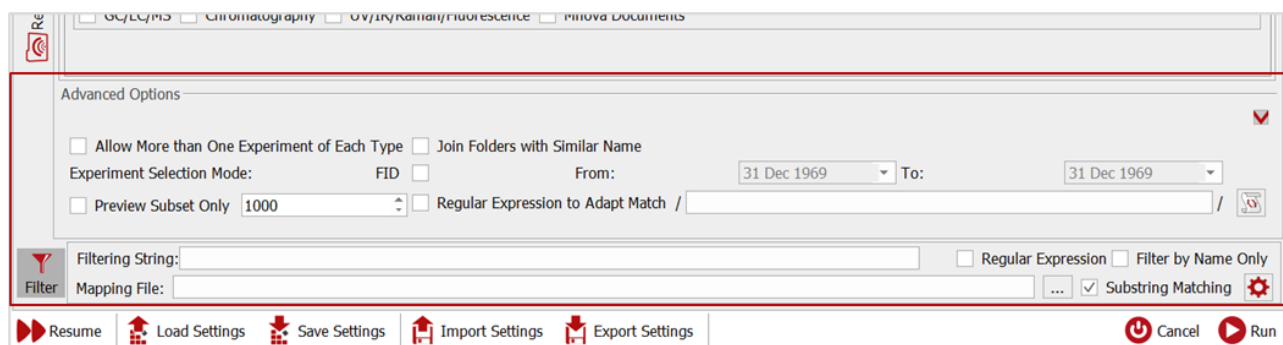 Re
GC/LC/MS Chromatography UV/IR/Raman/Fluorescence Mnova Documents
Advanced Options
Allow More than One Experiment of Each Type Join Folders with Similar Name
Experiment Selection Mode: FID From: 31 Dec 1969 To: 31 Dec 1969
Preview Subset Only 1000 Regular Expression to Adapt Match / /
Filtering String: Regular Expression Filter by Name Only
Filter Mapping File: ... Substring Matching
Resume Load Settings Save Settings Import Settings Export Settings Cancel Run